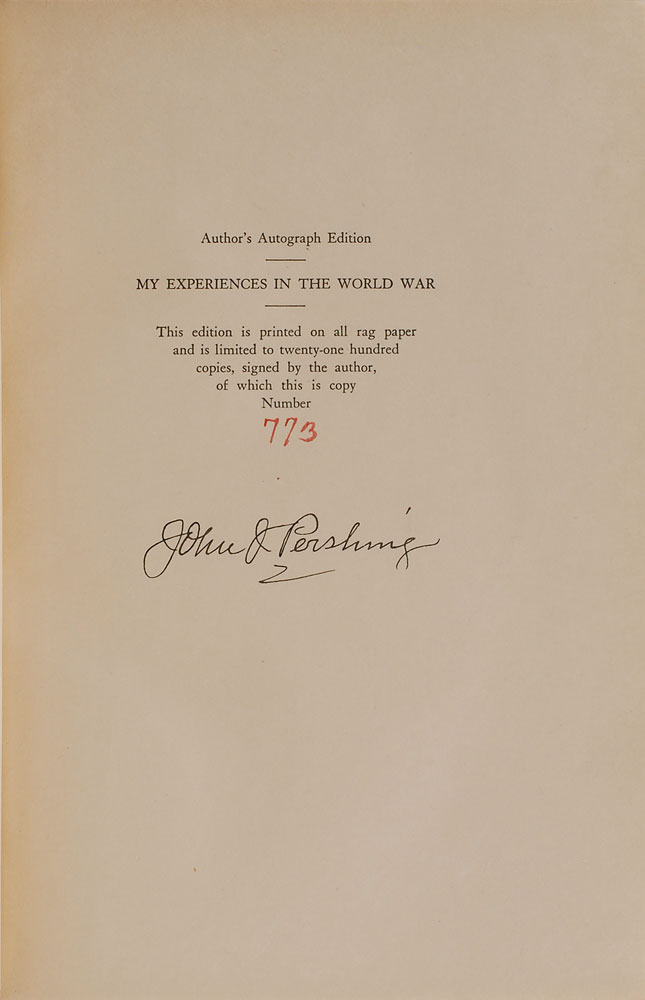 Author's Autograph Edition
MY EXPERIENCES IN THE WORLD WAR
This edition is printed on all rag paper
and is limited to twenty-one hundred
copies, signed by the author,
of which this is copy
Number
773
John J Pershing